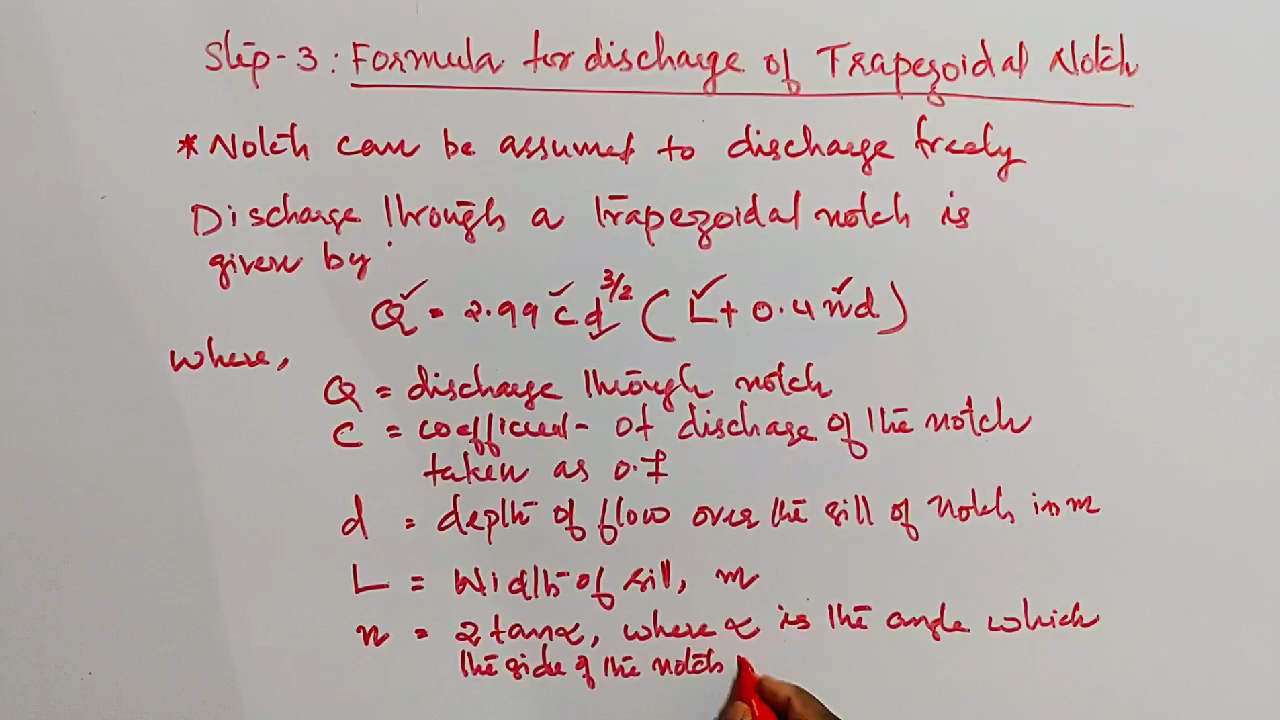 Step-3: Formula for discharge of Trapezoidal Notch
* Notch can be assumed to discharge freely
Discharge through a trapezoidal notch is
given by
Q = 2.99 c d^3/2 (L + 0.4 n d)
where,
Q = discharge through notch
C = coefficient of discharge of the notch
taken as 0.7
d = depth of flow over the sill of notch in m
L = Width of sill, m
n = 2 tan α, where α is the angle which
the side of the notch